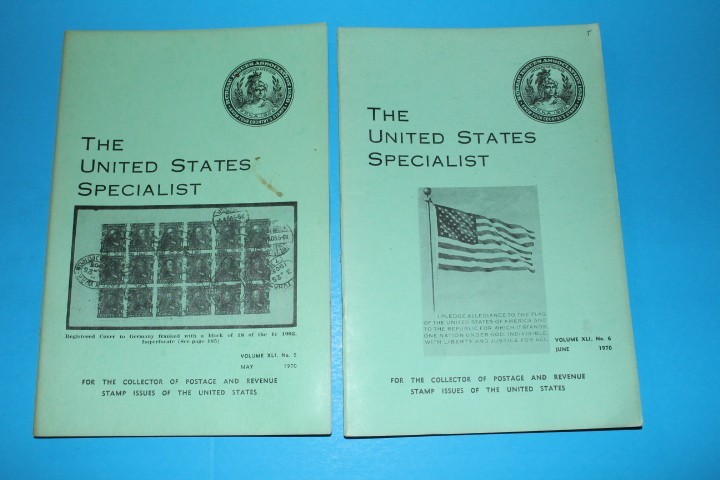 THE
UNITED STATES
SPECIALIST
Registered Cover to Germany franked with a block of 18 of the 1c 1902.
Imperforate (See page 185)
VOLUME XLI, No. 5
MAY 1970
FOR THE COLLECTOR OF POSTAGE AND REVENUE
STAMP ISSUES OF THE UNITED STATES
THE
UNITED STATES
SPECIALIST
I PLEDGE ALLEGIANCE TO THE FLAG
OF THE UNITED STATES OF AMERICA AND
TO THE REPUBLIC FOR WHICH IT STANDS,
ONE NATION UNDER GOD, INDIVISIBLE,
WITH LIBERTY AND JUSTICE FOR ALL
VOLUME XLI, No. 6
JUNE 1970
FOR THE COLLECTOR OF POSTAGE AND REVENUE
STAMP ISSUES OF THE UNITED STATES